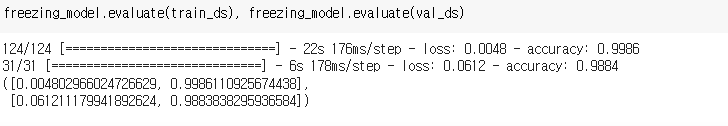 freezing_model.evaluate(train_ds), freezing_model.evaluate(val_ds)
124/124 [==============================] - 22s 176ms/step - loss: 0.0048 - accuracy: 0.9986
31/31 [==============================] - 6s 178ms/step - loss: 0.0612 - accuracy: 0.9884
([0.004802966024726629, 0.9986110925674438],
[0.061211179941892624, 0.9883838295936584])